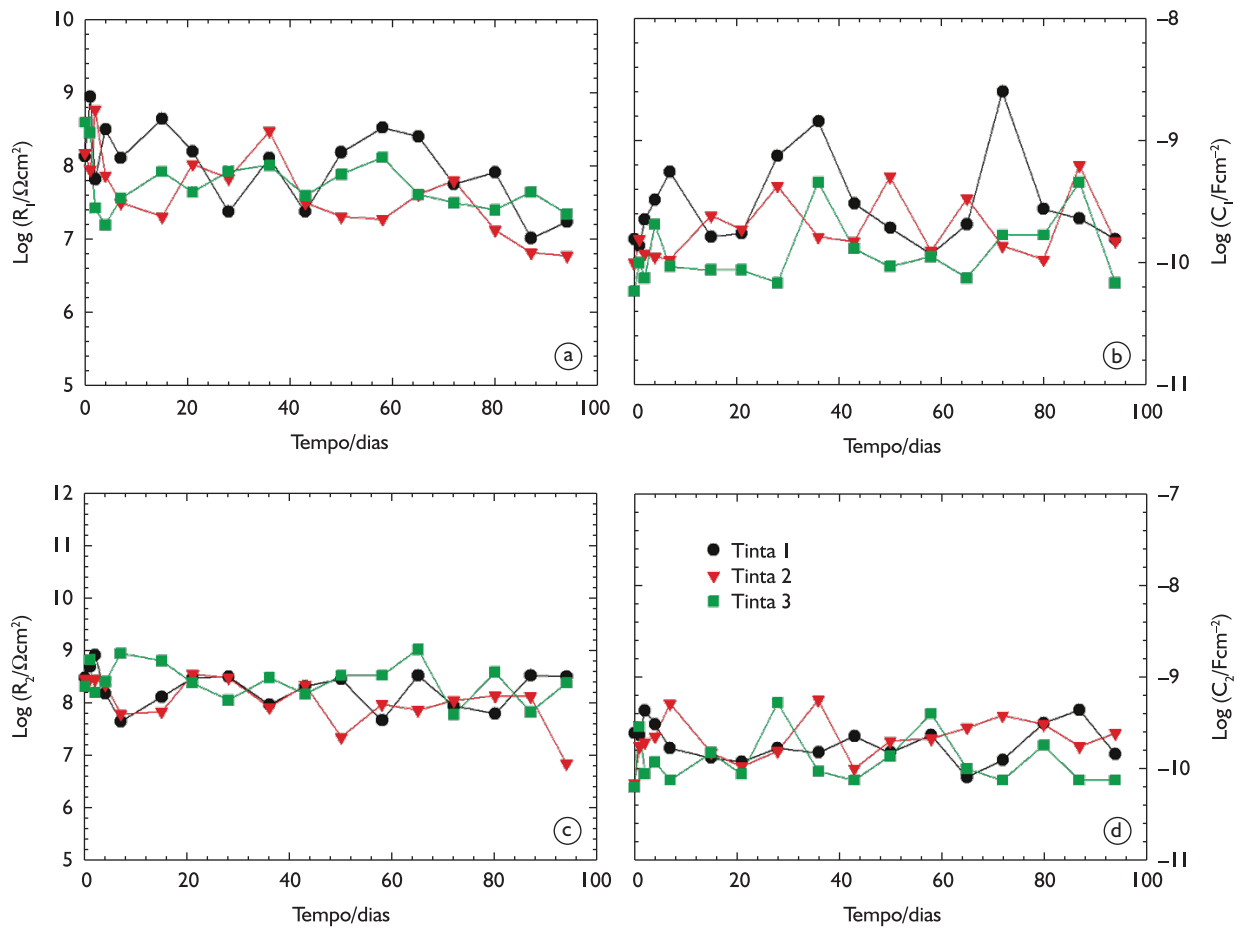 10
9
8
7
6
5
Log (R₁/Ωcm²)
0 20 40 60 80 100
Tempo/dias
a
−8
−9
−10
−11
Log (C₁/Fcm⁻²)
0 20 40 60 80 100
Tempo/dias
b
12
11
10
9
8
7
6
5
Log (R₂/Ωcm²)
0 20 40 60 80 100
Tempo/dias
c
Tinta 1
Tinta 2
Tinta 3
−7
−8
−9
−10
−11
Log (C₂/Fcm⁻²)
0 20 40 60 80 100
Tempo/dias
d